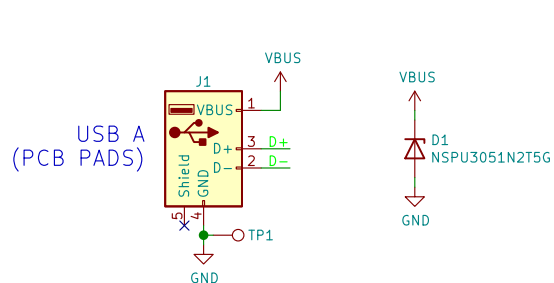 VBUS
J1
VBUS
1
USB A
(PCB PADS)
D+
3
D+
D-
2
D-
Shield
GND
5
4
TP1
GND
VBUS
D1
NSPU3051N2T5G
GND